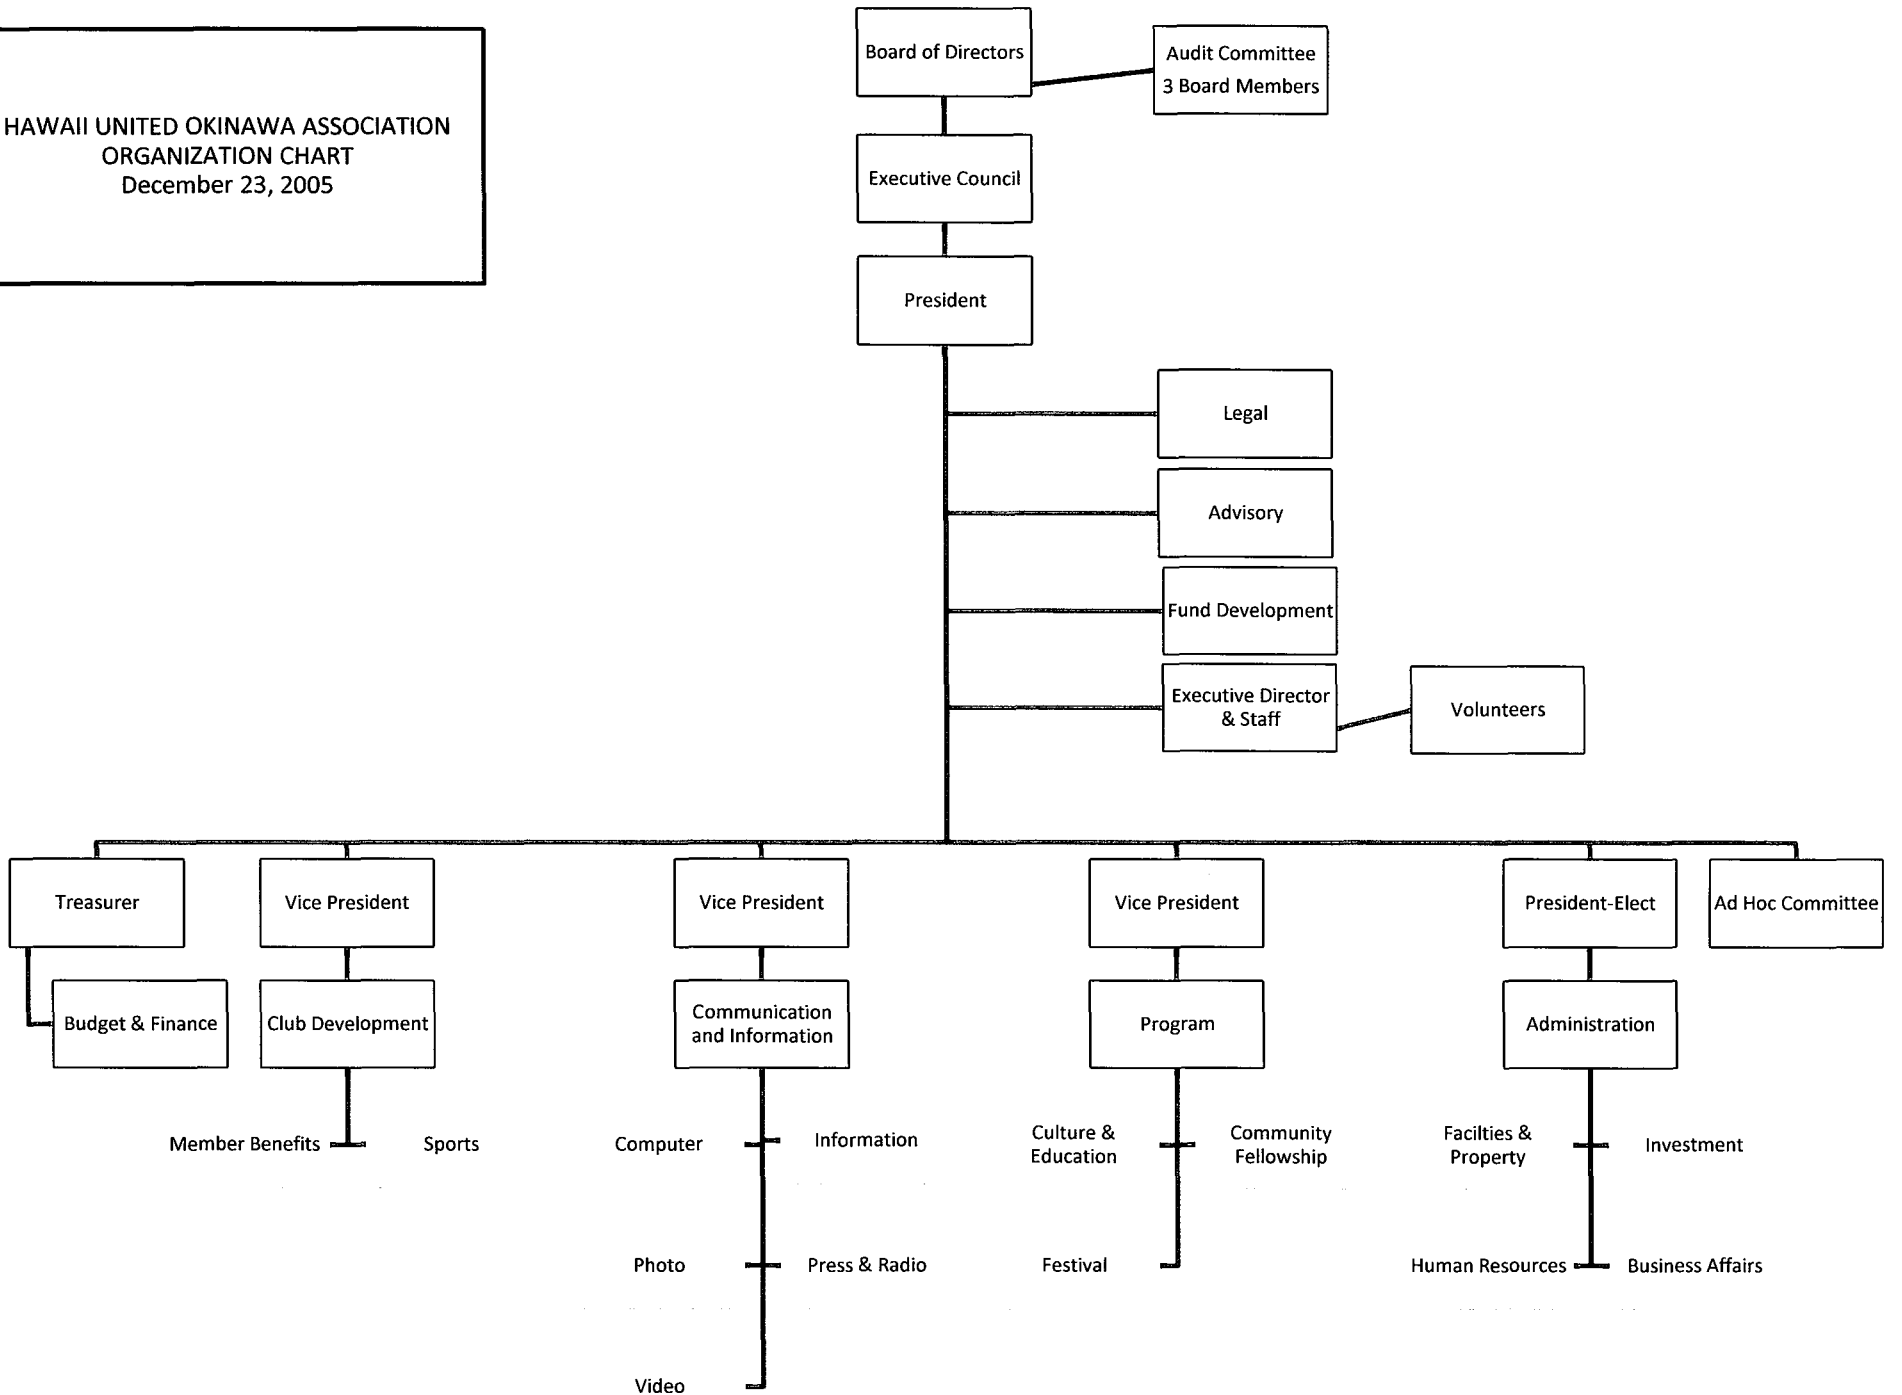 HAWAII UNITED OKINAWA ASSOCIATION
ORGANIZATION CHART
December 23, 2005
Board of Directors
Audit Committee
3 Board Members
Executive Council
President
Legal
Advisory
Fund Development
Executive Director
& Staff
Volunteers
Treasurer
Vice President
Vice President
Vice President
President-Elect
Ad Hoc Committee
Budget & Finance
Club Development
Communication
and Information
Program
Administration
Member Benefits
Sports
Computer
Information
Culture &
Education
Community
Fellowship
Facilties &
Property
Investment
Photo
Press & Radio
Festival
Human Resources
Business Affairs
Video